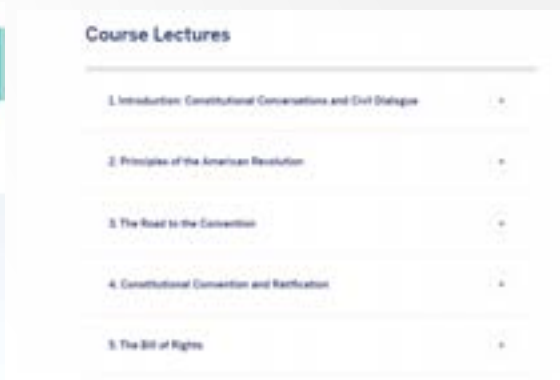 Course Lectures
1. Introduction: Constitutional Conversations and Civil Dialogue
2. Principles of the American Revolution
3. The Road to the Convention
4. Constitutional Convention and Ratification
5. The Bill of Rights